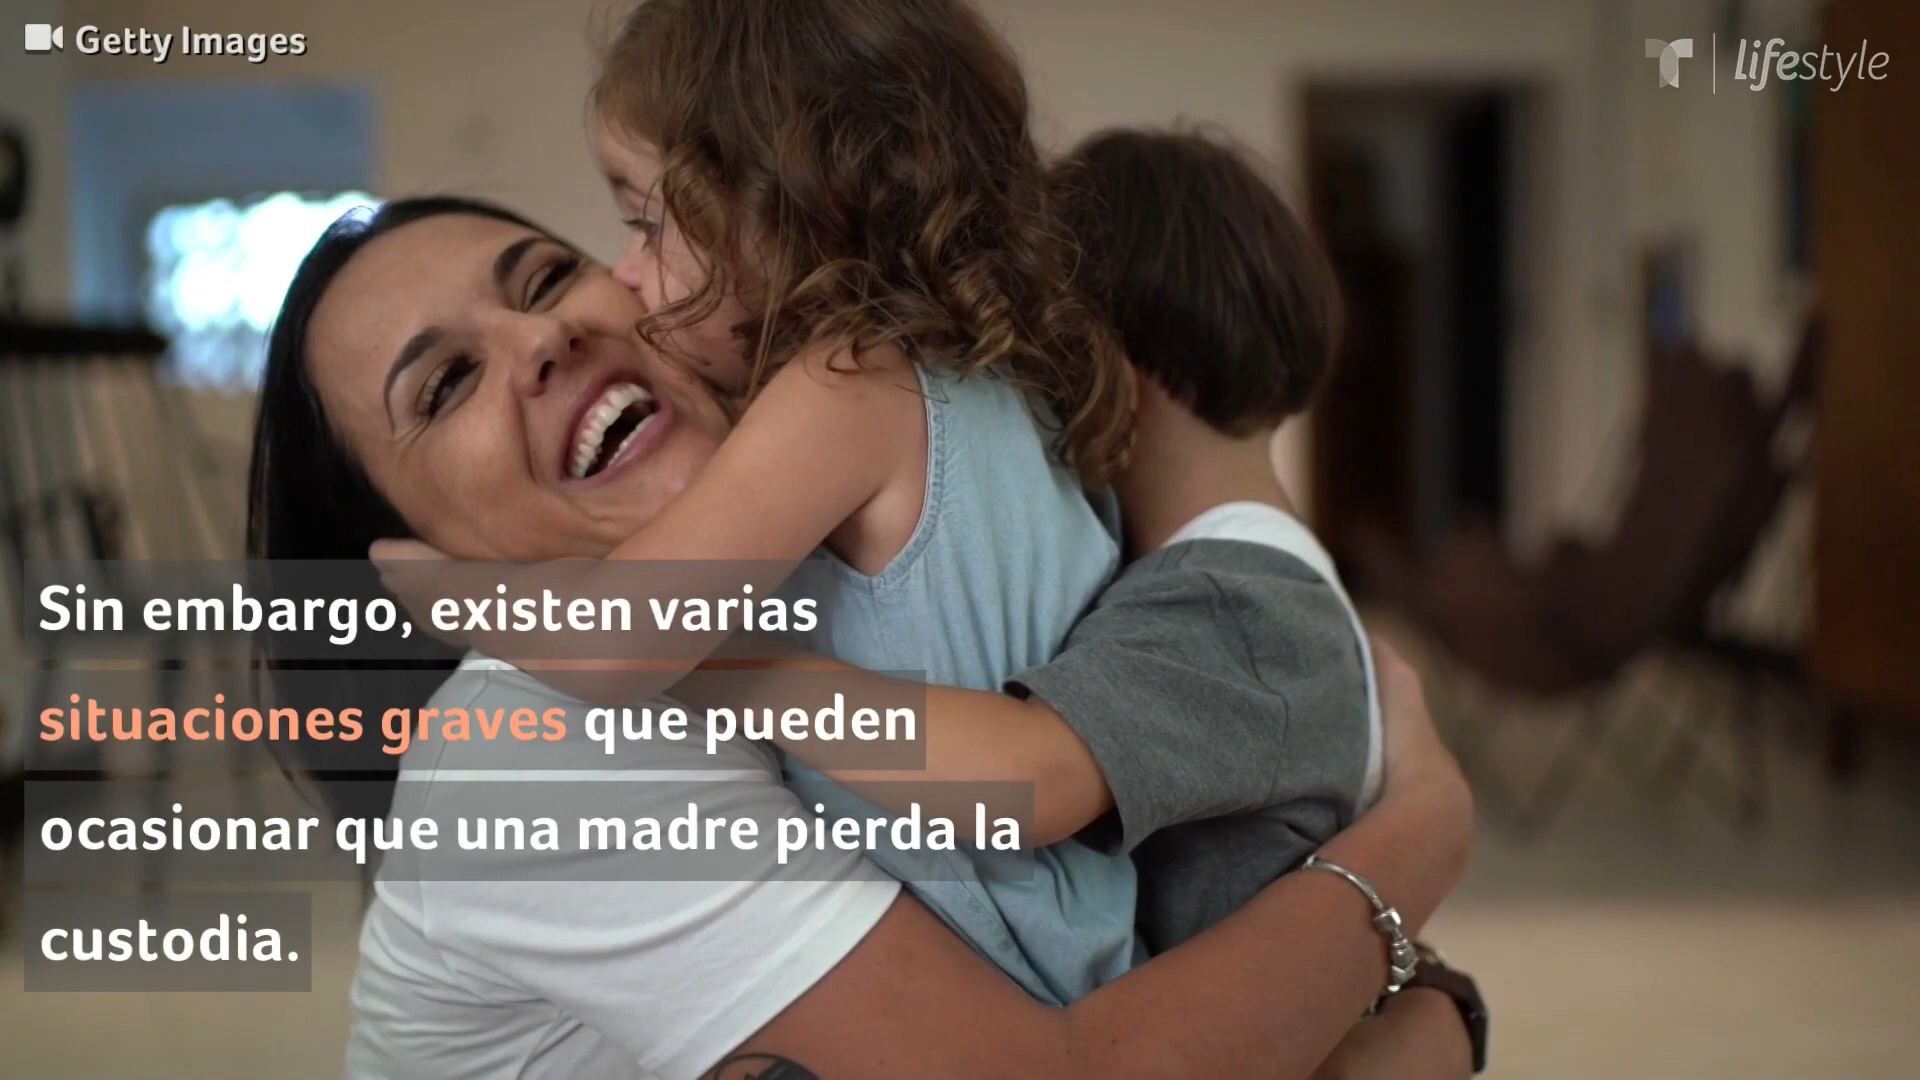 Getty Images
lifestyle
Sin embargo, existen varias
situaciones graves que pueden
ocasionar que una madre pierda la
custodia.